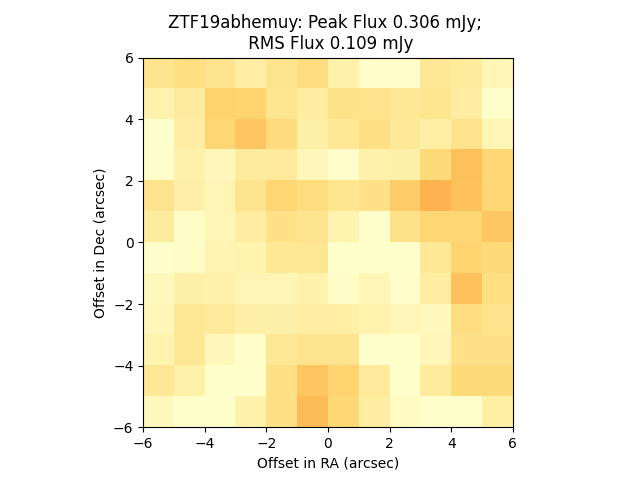 ZTF19abhemuy: Peak Flux 0.306 mJy;
RMS Flux 0.109 mJy
6
4
2
0
−2
−4
−6
Offset in Dec (arcsec)
−6 −4 −2 0 2 4 6
Offset in RA (arcsec)